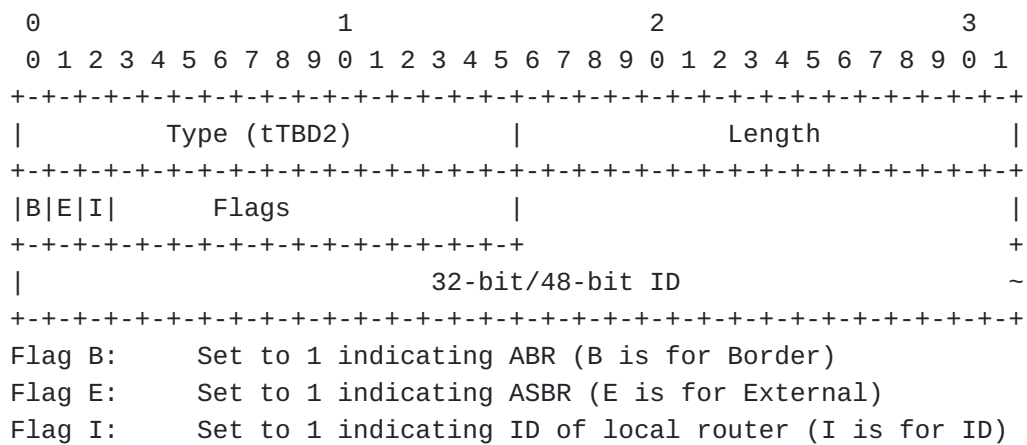 0                   1                   2                   3
 0 1 2 3 4 5 6 7 8 9 0 1 2 3 4 5 6 7 8 9 0 1 2 3 4 5 6 7 8 9 0 1
+-+-+-+-+-+-+-+-+-+-+-+-+-+-+-+-+-+-+-+-+-+-+-+-+-+-+-+-+-+-+-+-+
|         Type (tTBD2)          |             Length            |
+-+-+-+-+-+-+-+-+-+-+-+-+-+-+-+-+-+-+-+-+-+-+-+-+-+-+-+-+-+-+-+-+
|B|E|I|      Flags              |                               |
+-+-+-+-+-+-+-+-+-+-+-+-+-+-+-+-+                               +
|                          32-bit/48-bit ID                     ~
+-+-+-+-+-+-+-+-+-+-+-+-+-+-+-+-+-+-+-+-+-+-+-+-+-+-+-+-+-+-+-+-+
Flag B:     Set to 1 indicating ABR (B is for Border)
Flag E:     Set to 1 indicating ASBR (E is for External)
Flag I:     Set to 1 indicating ID of local router (I is for ID)